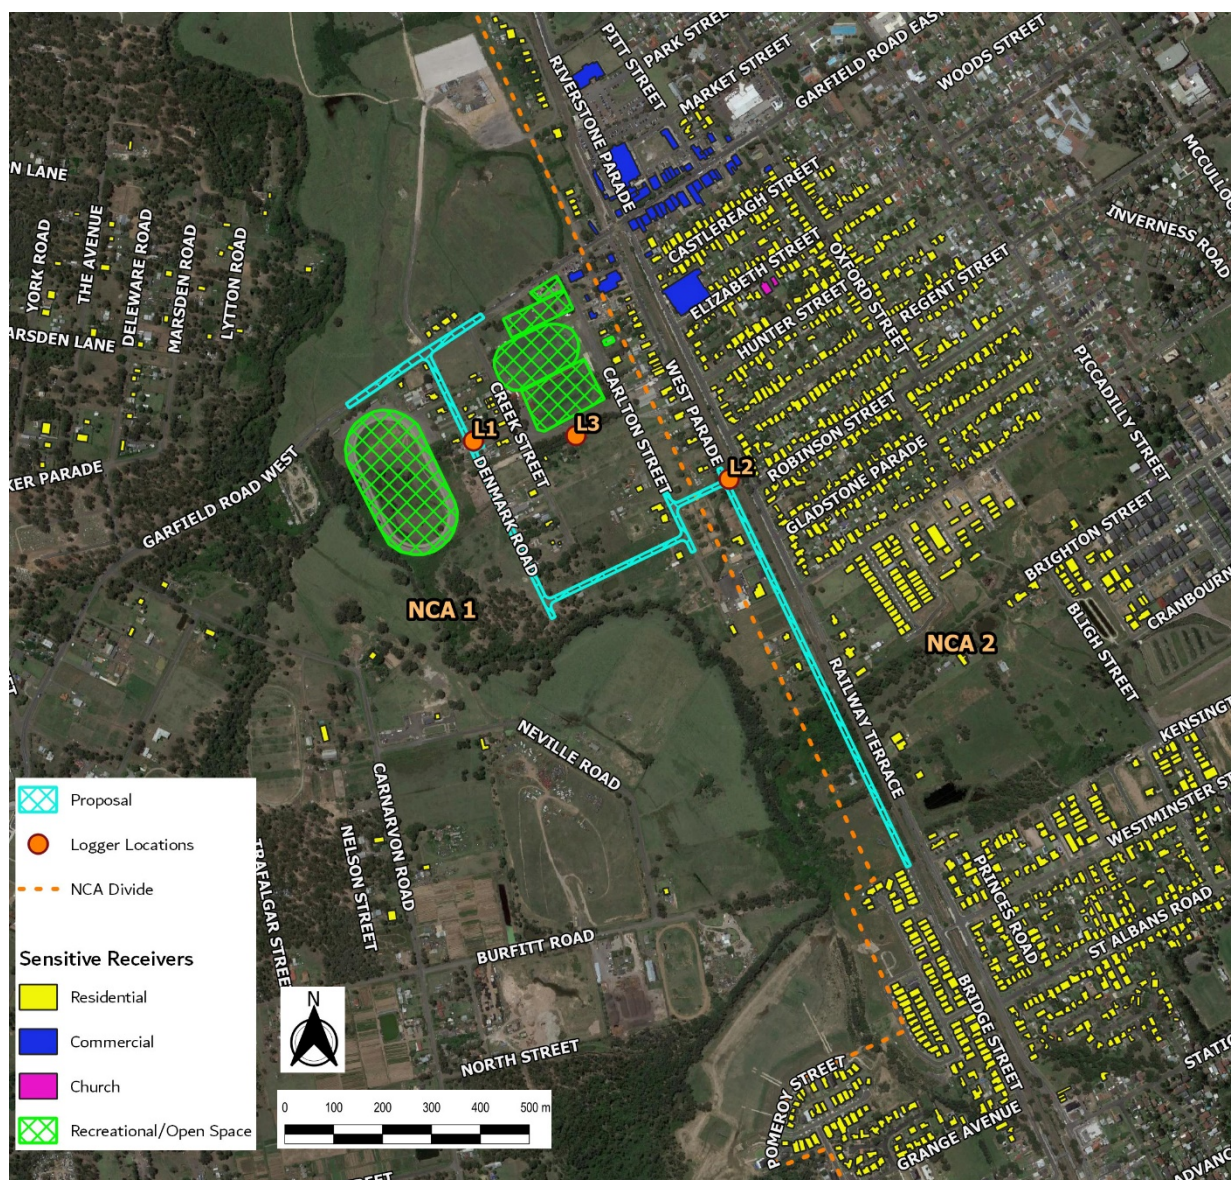 PITT STREET
PARK STREET
MARKET STREET
GARFIELD ROAD EAST
WOODS STREET
RIVERSTONE PARADE
N LANE
YORK ROAD
THE AVENUE
DELEWARE ROAD
MARSDEN ROAD
LYTTON ROAD
ARSDEN LANE
CASTLEREAGH STREET
ELIZABETH STREET
OXFORD STREET
HUNTER STREET
REGENT STREET
INVERNESS ROAD
PICCADILLY STREET
KER PARADE
GARFIELD ROAD WEST
CREEK STREET
CARLTON STREET
WEST PARADE
ROBINSON STREET
GLADSTONE PARADE
L1
L3
L2
DENMARK ROAD
BRIGHTON STREET
CRANBOURN
BLIGH STREET
NCA 1
NCA 2
RAILWAY TERRACE
KENSINGT
WESTMINSTER S
NEVILLE ROAD
CARNARVON ROAD
NELSON STREET
TRAFALGAR STREE
BURFITT ROAD
PRINCES ROAD
ST ALBANS ROAD
BRIDGE STREET
NORTH STREET
POMEROY STREET
GRANGE AVENUE
STATIO
ADVANC
STREET
Proposal
Logger Locations
NCA Divide
Sensitive Receivers
Residential
Commercial
Church
Recreational/Open Space
N
0 100 200 300 400 500 m